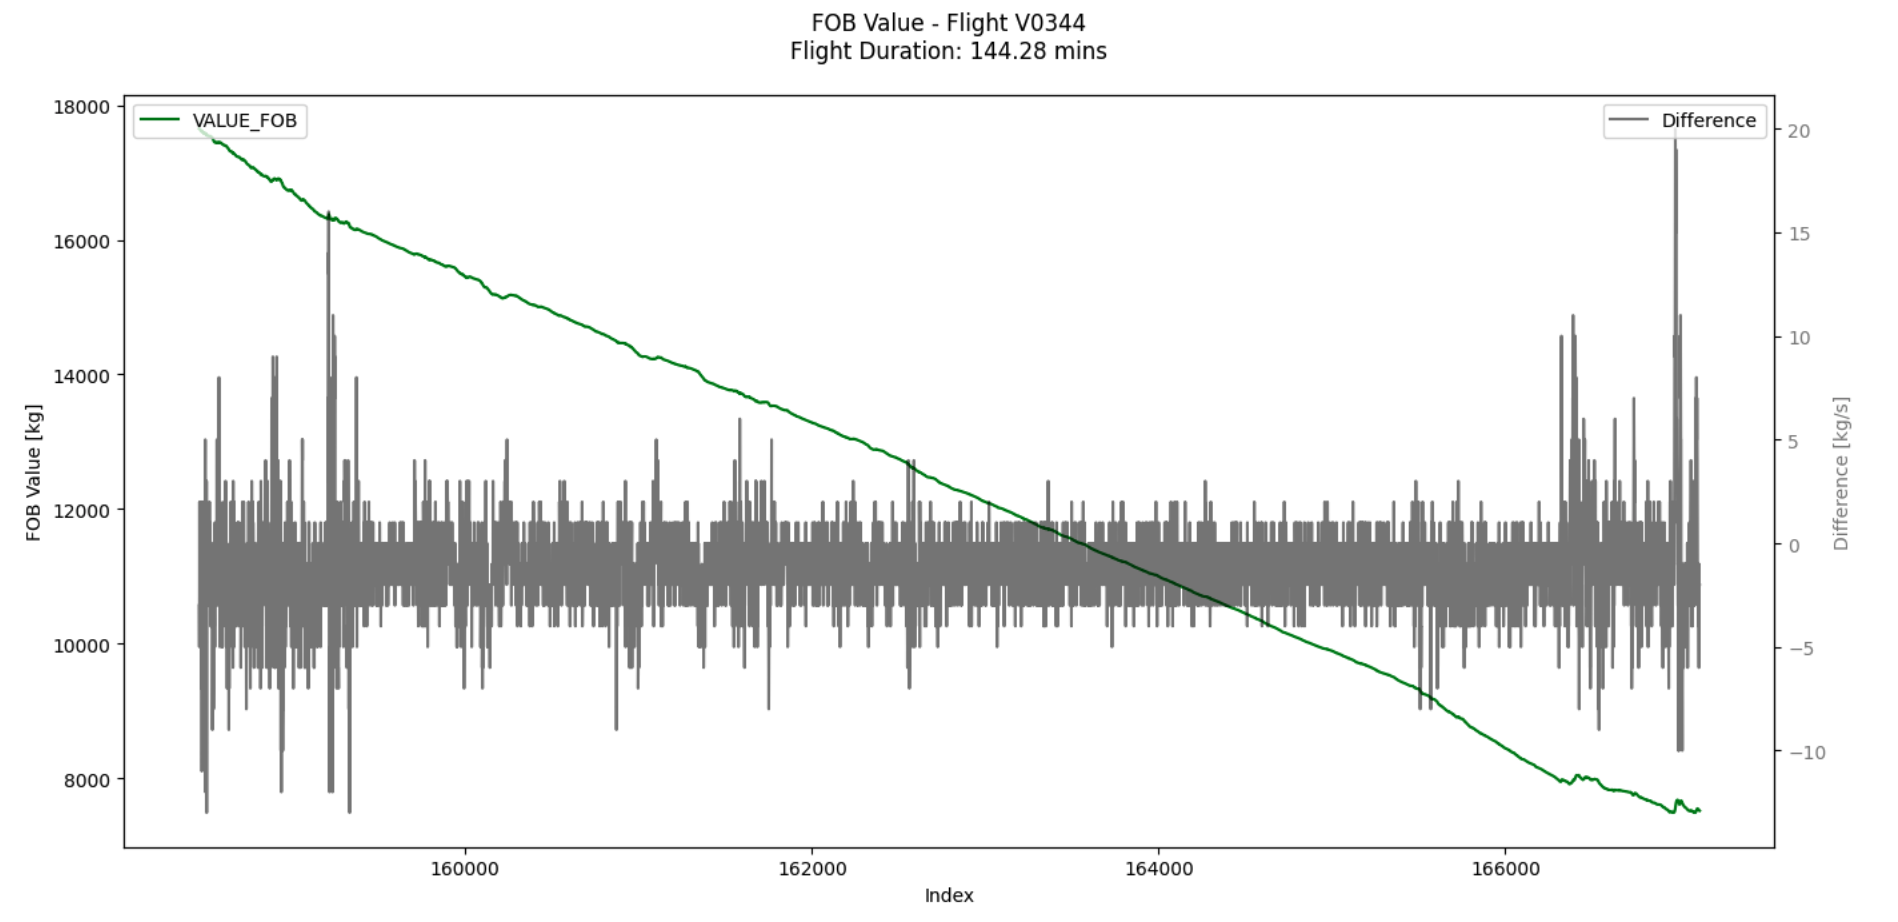 FOB Value - Flight V0344
Flight Duration: 144.28 mins
VALUE_FOB
Difference
18000
16000
14000
12000
10000
8000
FOB Value [kg]
20
15
10
5
0
−5
−10
Difference [kg/s]
160000
162000
164000
166000
Index